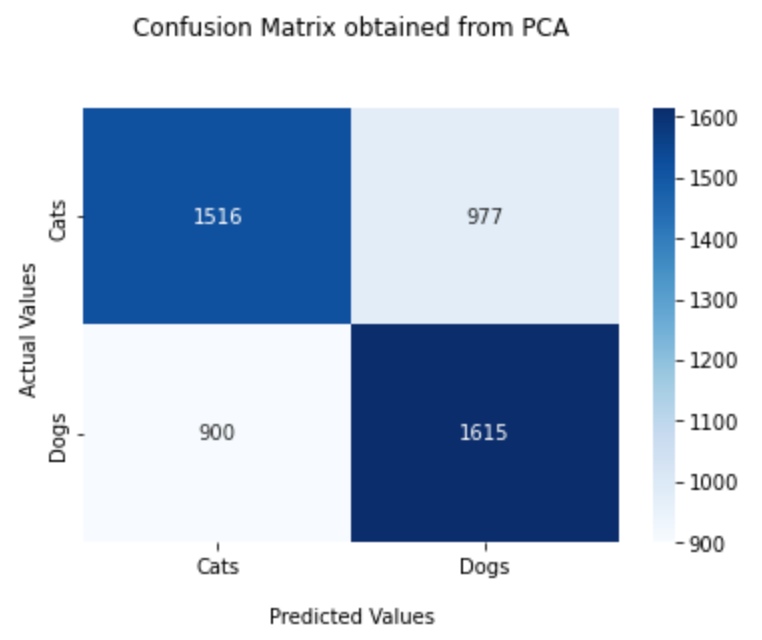 Confusion Matrix obtained from PCA
Cats
Dogs
Actual Values
1516
977
900
1615
Cats
Dogs
Predicted Values
1600
1500
1400
1300
1200
1100
1000
900